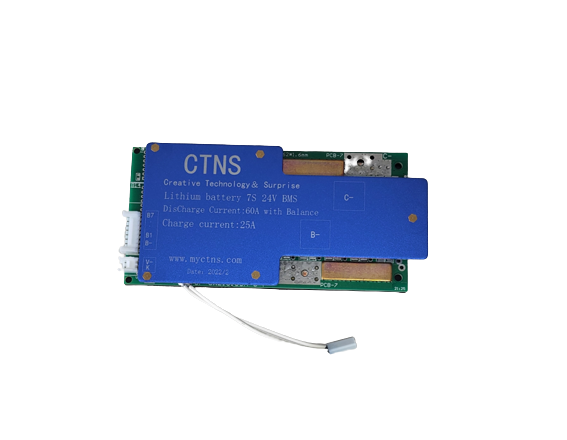 PCB-7
C-
CTNS
Creative Technology& Surprise
Lithium battery 7S 24V BMS
DisCharge Current:60A with Balance
Charge current:25A
C-
B7
B1
B-
B-
www.myctns.com
V-
K
Date: 2022/2
PCB-7